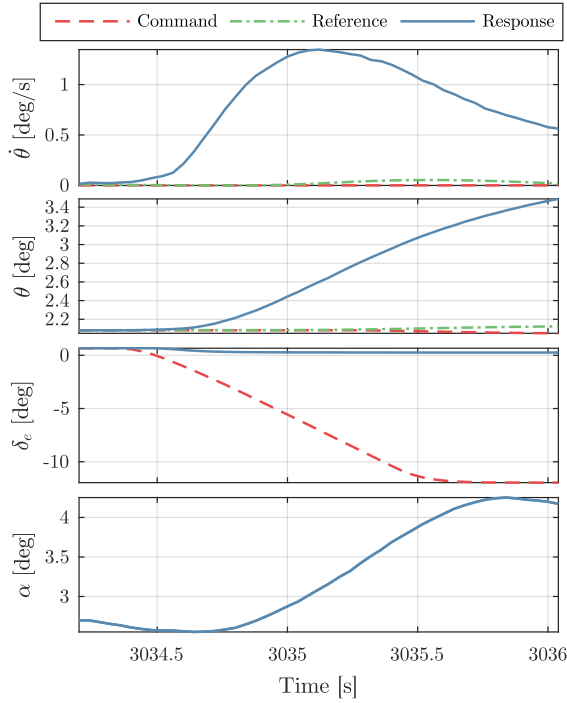 Command Reference Response
1
0.5
0
θ̇ [deg/s]
3.4
3.2
3
2.8
2.6
2.4
2.2
θ [deg]
0
-5
-10
δₑ [deg]
4
3.5
3
α [deg]
3034.5 3035 3035.5 3036
Time [s]